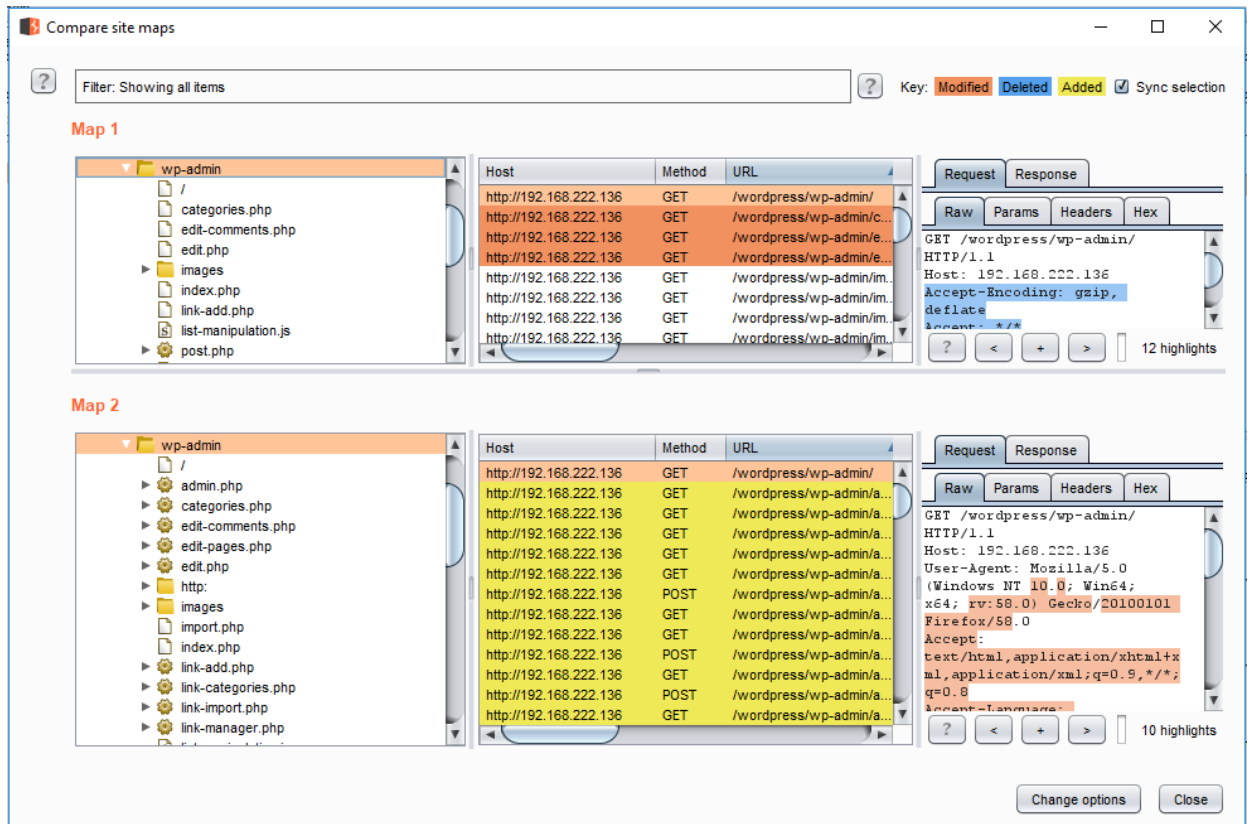 Compare site maps
Filter: Showing all items
Key: Modified Deleted Added Sync selection
Map 1
wp-admin
/
categories.php
edit-comments.php
edit.php
images
index.php
link-add.php
list-manipulation.js
post.php
Host Method URL
http://192.168.222.136 GET /wordpress/wp-admin/
http://192.168.222.136 GET /wordpress/wp-admin/c...
http://192.168.222.136 GET /wordpress/wp-admin/e...
http://192.168.222.136 GET /wordpress/wp-admin/e...
http://192.168.222.136 GET /wordpress/wp-admin/im...
http://192.168.222.136 GET /wordpress/wp-admin/im...
http://192.168.222.136 GET /wordpress/wp-admin/im...
http://192.168.222.136 GET /wordpress/wp-admin/im...
Request Response
Raw Params Headers Hex
GET /wordpress/wp-admin/
HTTP/1.1
Host: 192.168.222.136
Accept-Encoding: gzip,
deflate
Accept: */*
? < + > 12 highlights
Map 2
wp-admin
/
admin.php
categories.php
edit-comments.php
edit-pages.php
edit.php
http:
images
import.php
index.php
link-add.php
link-categories.php
link-import.php
link-manager.php
Host Method URL
http://192.168.222.136 GET /wordpress/wp-admin/
http://192.168.222.136 GET /wordpress/wp-admin/a...
http://192.168.222.136 GET /wordpress/wp-admin/a...
http://192.168.222.136 GET /wordpress/wp-admin/a...
http://192.168.222.136 GET /wordpress/wp-admin/a...
http://192.168.222.136 GET /wordpress/wp-admin/a...
http://192.168.222.136 POST /wordpress/wp-admin/a...
http://192.168.222.136 GET /wordpress/wp-admin/a...
http://192.168.222.136 GET /wordpress/wp-admin/a...
http://192.168.222.136 POST /wordpress/wp-admin/a...
http://192.168.222.136 GET /wordpress/wp-admin/a...
http://192.168.222.136 POST /wordpress/wp-admin/a...
http://192.168.222.136 GET /wordpress/wp-admin/a...
Request Response
Raw Params Headers Hex
GET /wordpress/wp-admin/
HTTP/1.1
Host: 192.168.222.136
User-Agent: Mozilla/5.0
(Windows NT 10.0; Win64;
x64; rv:58.0) Gecko/20100101
Firefox/58.0
Accept:
text/html,application/xhtml+x
ml,application/xml;q=0.9,*/*;
q=0.8
Accept-Language:
? < + > 10 highlights
Change options Close